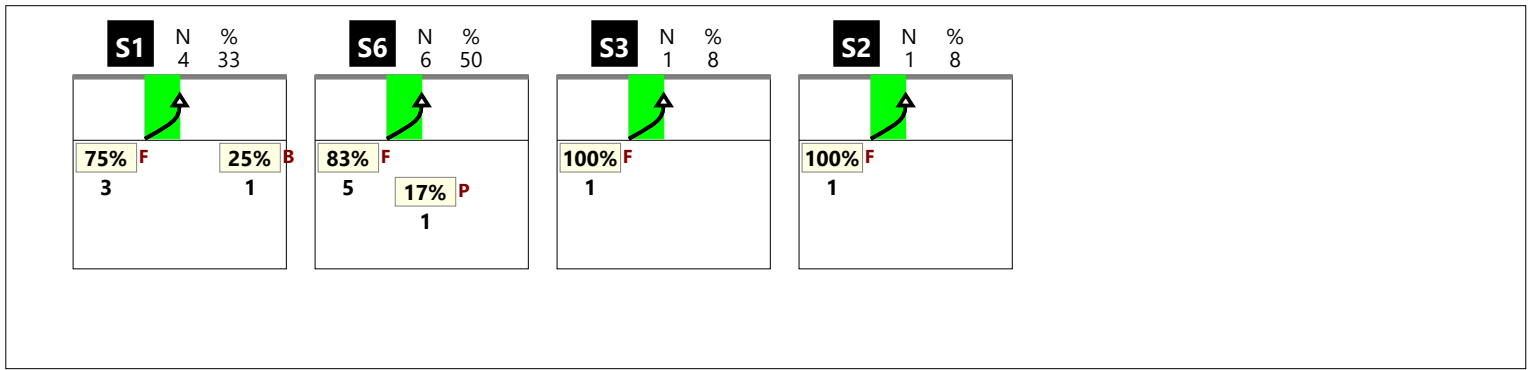 S1 N % 4 33
S6 N % 6 50
S3 N % 1 8
S2 N % 1 8
75% F 25% B
3 1
83% F
5
17% P
1
100% F
1
100% F
1